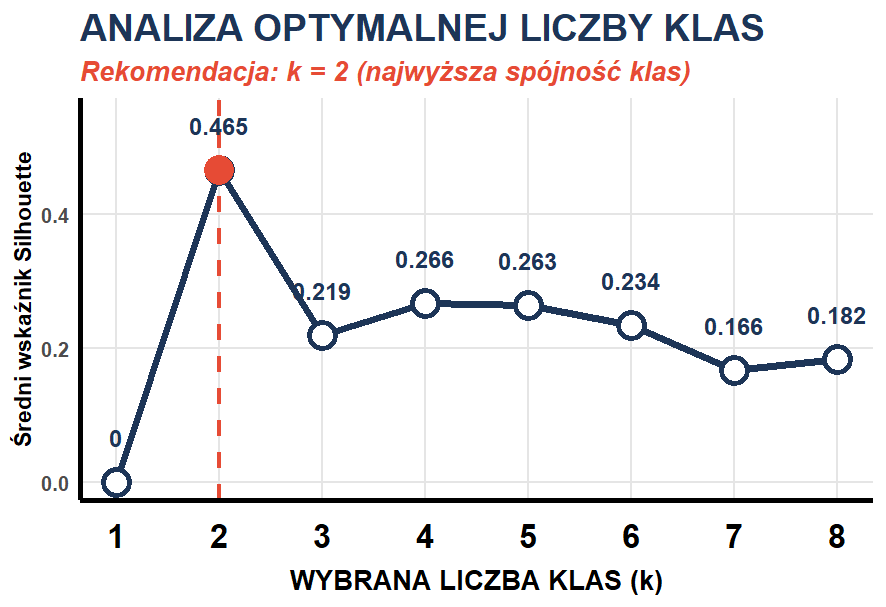 ANALIZA OPTYMALNEJ LICZBY KLAS
Rekomendacja: k = 2 (najwyższa spójność klas)
Średni wskaźnik Silhouette
0.4
0.2
0.0
0
0.465
0.219
0.266
0.263
0.234
0.166
0.182
1 2 3 4 5 6 7 8
WYBRANA LICZBA KLAS (k)